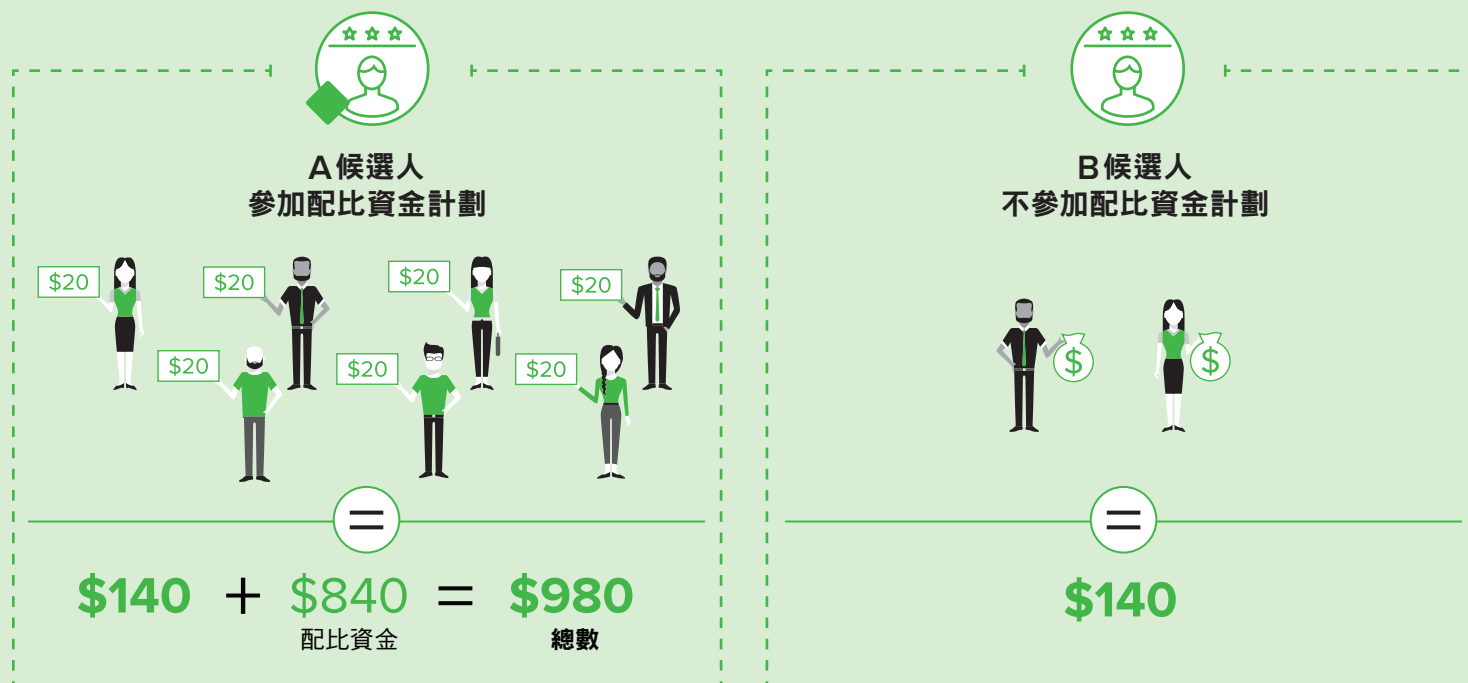 A候選人
參加配比資金計劃
$20
$20
$20
$20
$20
$20
$20
=
$140 + $840 = $980
配比資金
總數
B候選人
不參加配比資金計劃
$
$
=
$140